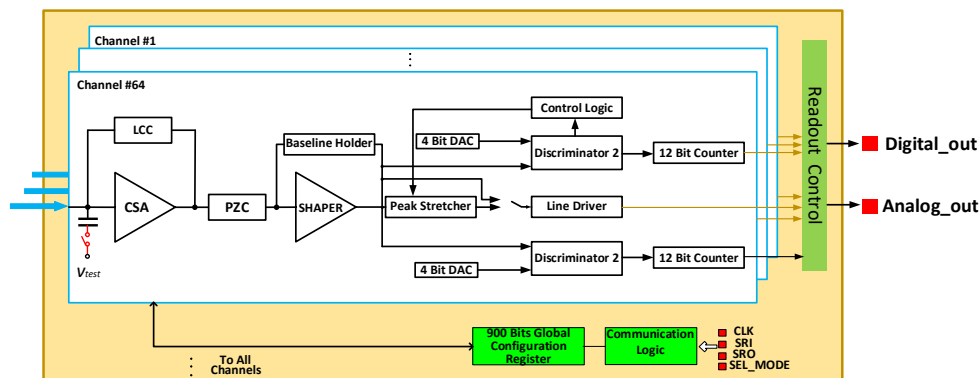 Channel #1
Channel #64
LCC
CSA
Vtest
PZC
Baseline Holder
SHAPER
Control Logic
4 Bit DAC
Discriminator 2
12 Bit Counter
Peak Stretcher
Line Driver
4 Bit DAC
Discriminator 2
12 Bit Counter
Readout Control
Digital_out
Analog_out
To All
Channels
900 Bits Global
Configuration
Register
Communication
Logic
CLK
SRI
SRO
SEL_MODE